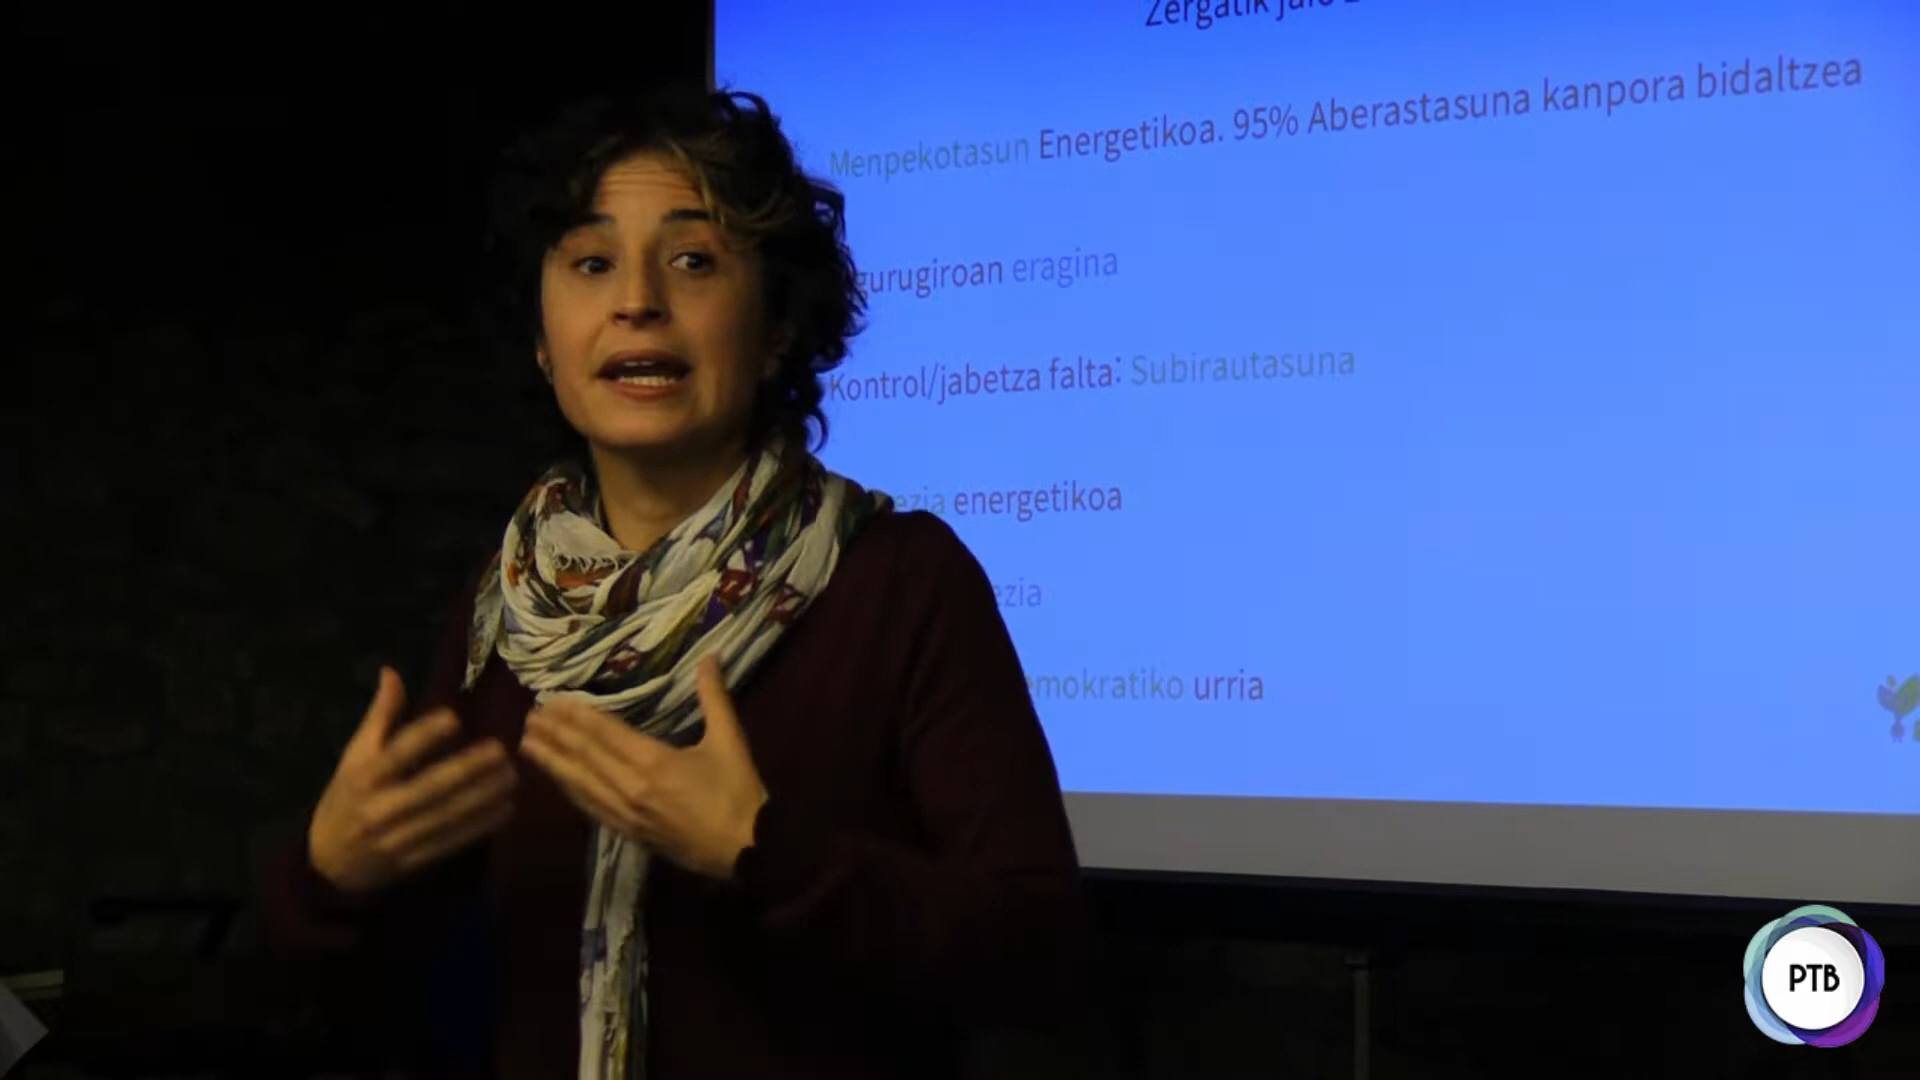 Zergatik
Menpekotasun Energetikoa. 95% Aberastasuna kanpora bidaltzea
gurugiroan eragina
Kontrol/jabetza falta: Subirautasuna
ezia energetikoa
ezia
mokratiko urria
PTB